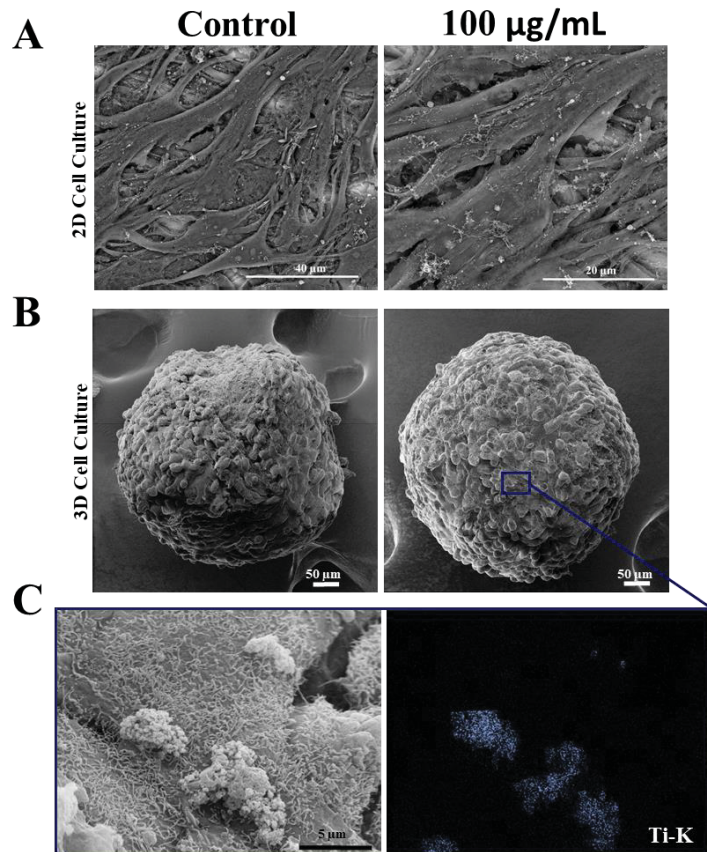 Control
100 µg/mL
A
2D Cell Culture
40 µm
20 µm
B
3D Cell Culture
50 µm
50 µm
C
5 µm
Ti-K